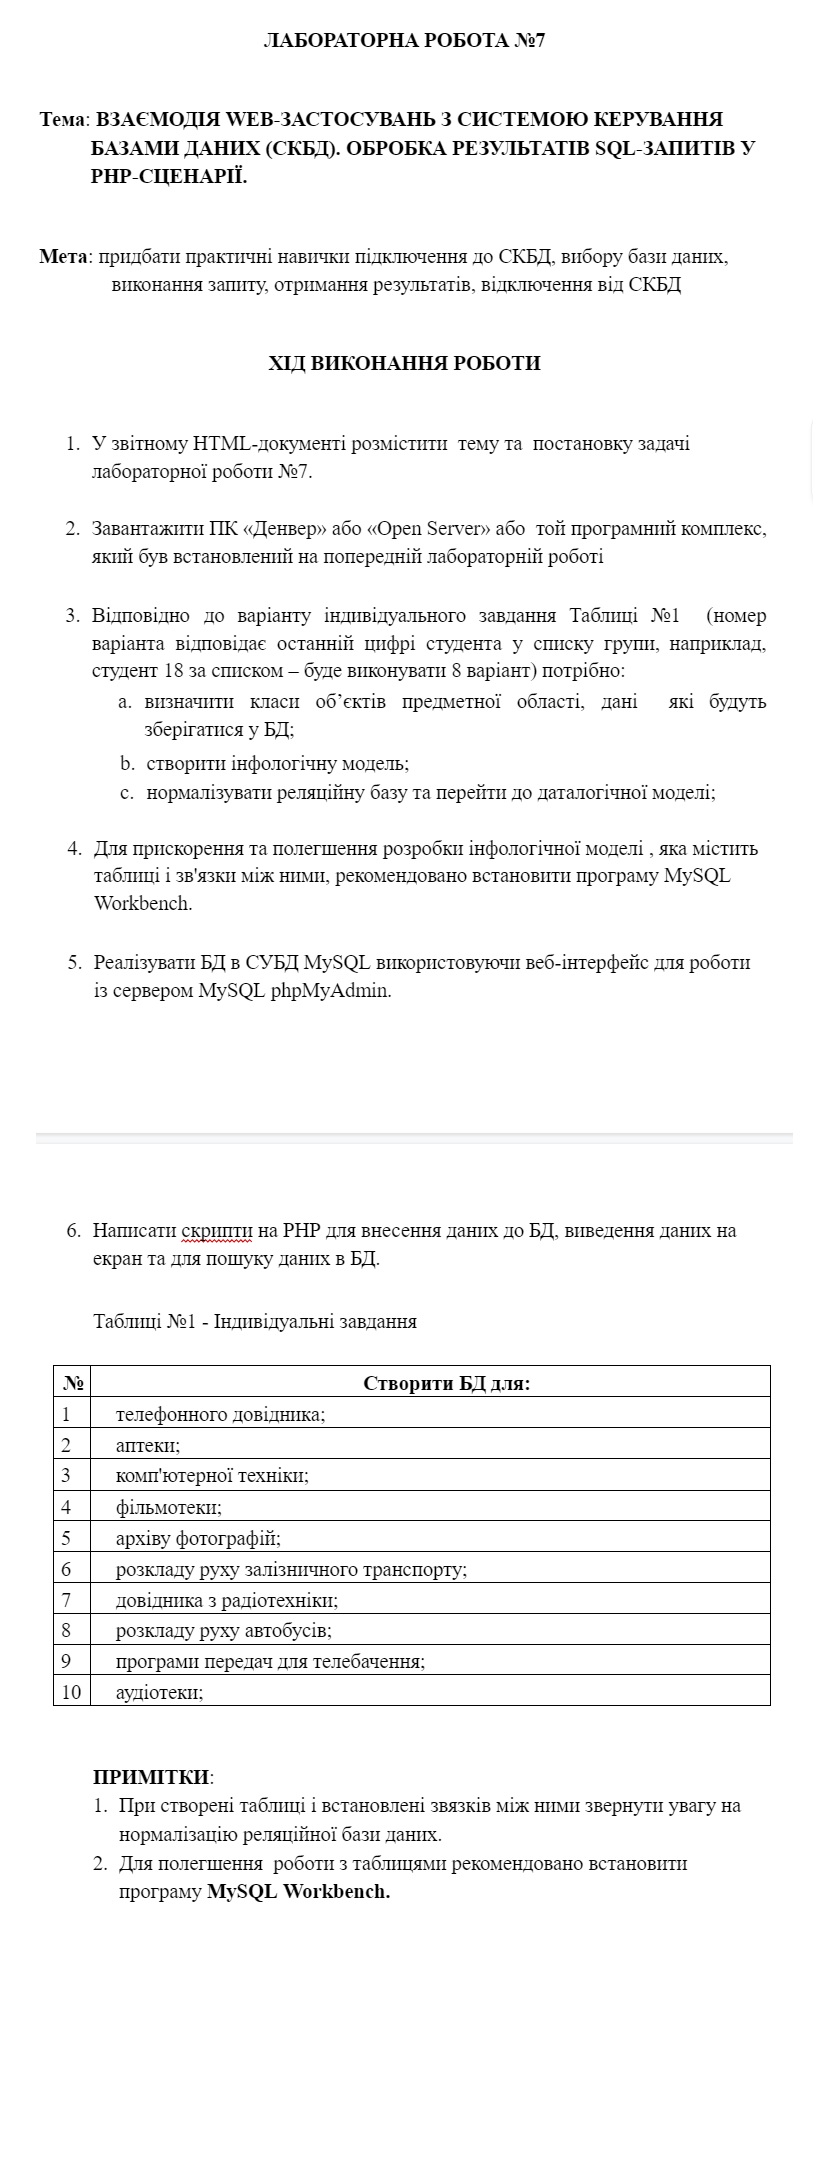 ЛАБОРАТОРНА РОБОТА №7
Тема: ВЗАЄМОДІЯ WEB-ЗАСТОСУВАНЬ З СИСТЕМОЮ КЕРУВАННЯ
БАЗАМИ ДАНИХ (СКБД). ОБРОБКА РЕЗУЛЬТАТІВ SQL-ЗАПИТІВ У
PHP-СЦЕНАРІЇ.
Мета: придбати практичні навички підключення до СКБД, вибору бази даних,
виконання запиту, отримання результатів, відключення від СКБД
ХІД ВИКОНАННЯ РОБОТИ
1. У звітному HTML-документі розмістити тему та постановку задачі
лабораторної роботи №7.
2. Завантажити ПК «Денвер» або «Open Server» або той програмний комплекс,
який був встановлений на попередній лабораторній роботі
3. Відповідно до варіанту індивідуального завдання Таблиці №1 (номер
варіанта відповідає останній цифрі студента у списку групи, наприклад,
студент 18 за списком – буде виконувати 8 варіант) потрібно:
a. визначити класи об’єктів предметної області, дані які будуть
зберігатися у БД;
b. створити інфологічну модель;
c. нормалізувати реляційну базу та перейти до даталогічної моделі;
4. Для прискорення та полегшення розробки інфологічної моделі , яка містить
таблиці і зв'язки між ними, рекомендовано встановити програму MySQL
Workbench.
5. Реалізувати БД в СУБД MySQL використовуючи веб-інтерфейс для роботи
із сервером MySQL phpMyAdmin.
6. Написати скрипти на PHP для внесення даних до БД, виведення даних на
екран та для пошуку даних в БД.
Таблиці №1 - Індивідуальні завдання
№ Створити БД для:
1 телефонного довідника;
2 аптеки;
3 комп'ютерної техніки;
4 фільмотеки;
5 архіву фотографій;
6 розкладу руху залізничного транспорту;
7 довідника з радіотехніки;
8 розкладу руху автобусів;
9 програми передач для телебачення;
10 аудіотеки;
ПРИМІТКИ:
1. При створені таблиці і встановлені звязків між ними звернути увагу на
нормалізацію реляційної бази даних.
2. Для полегшення роботи з таблицями рекомендовано встановити
програму MySQL Workbench.